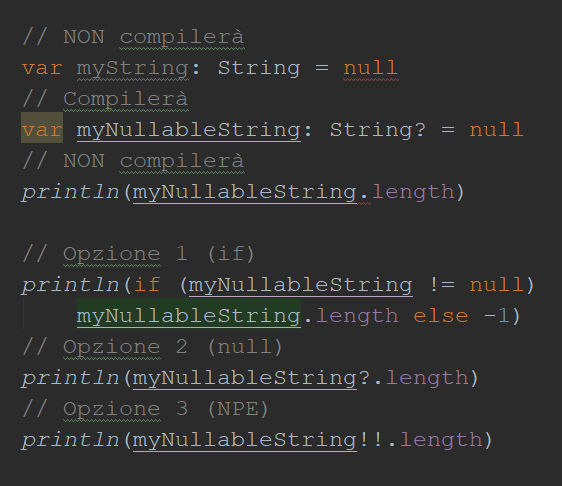 // NON compilerà
var myString: String = null
// Compilerà
var myNullableString: String? = null
// NON compilerà
println(myNullableString.length)
// Opzione 1 (if)
println(if (myNullableString != null)
myNullableString.length else -1)
// Opzione 2 (null)
println(myNullableString?.length)
// Opzione 3 (NPE)
println(myNullableString!!.length)